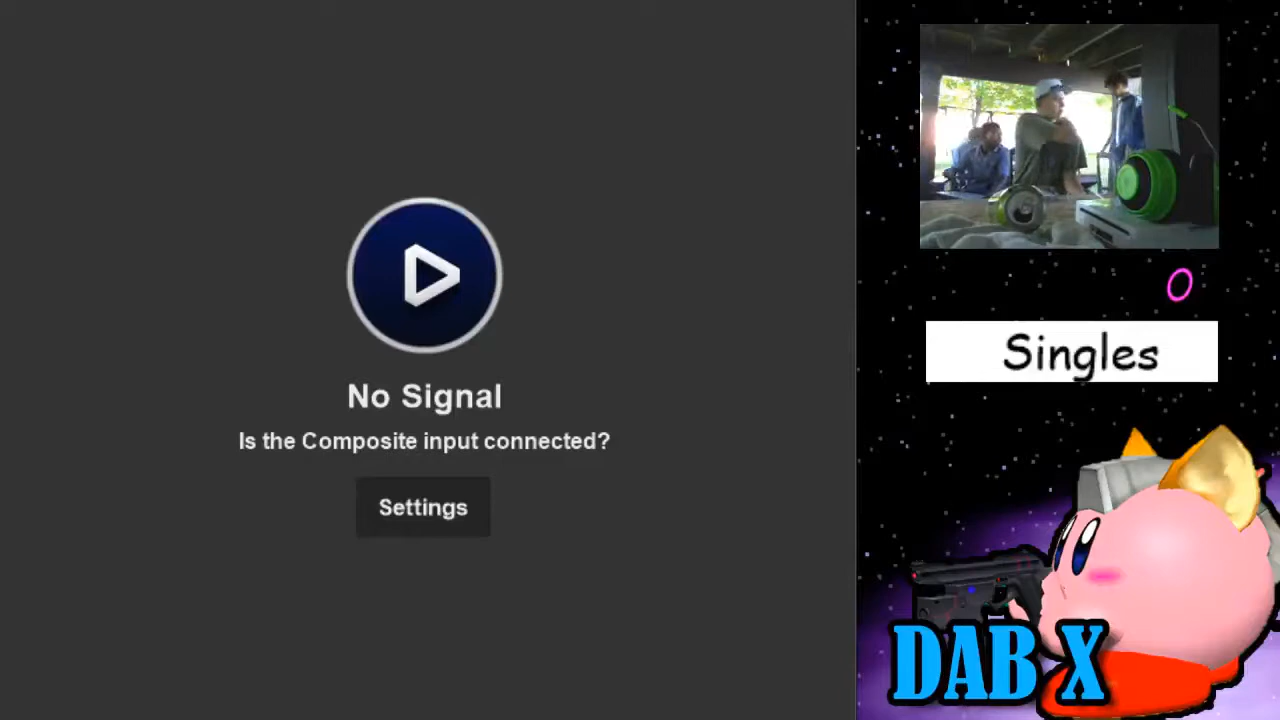 No Signal
Is the Composite input connected?
Settings
0
Singles
DAB X